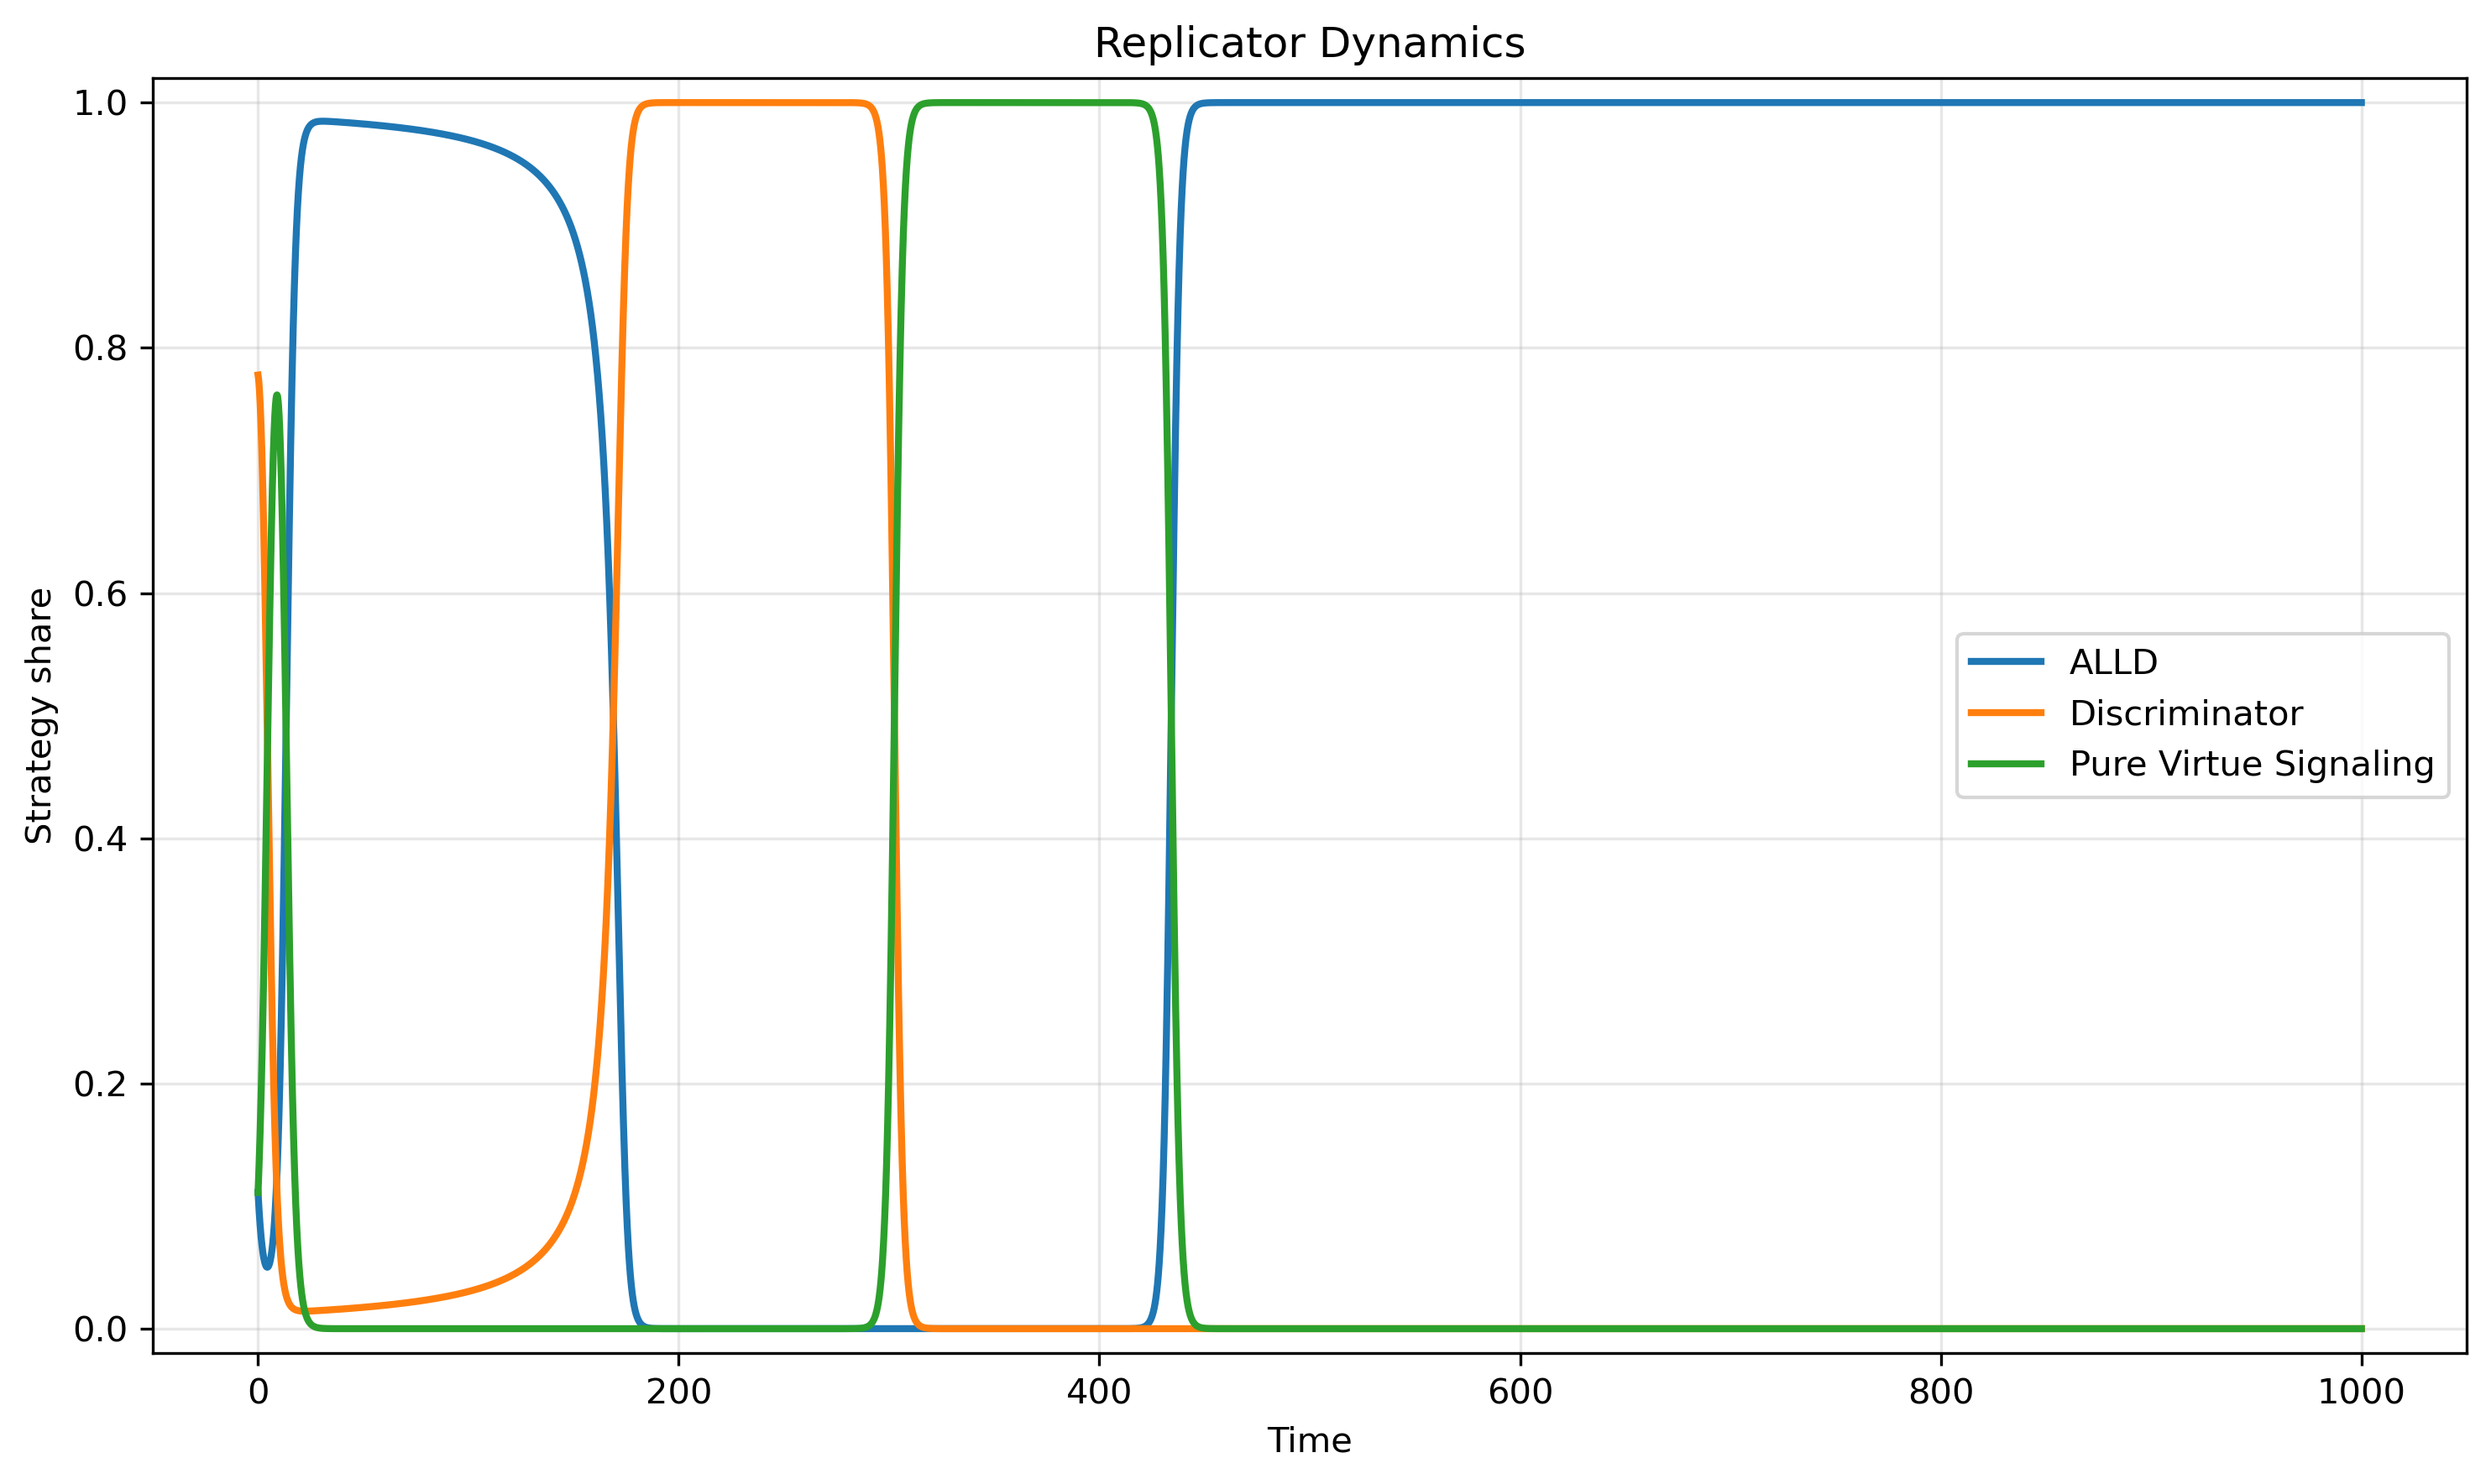 Replicator Dynamics
Strategy share
1.0
0.8
0.6
0.4
0.2
0.0
ALLD
Discriminator
Pure Virtue Signaling
0 200 400 600 800 1000
Time